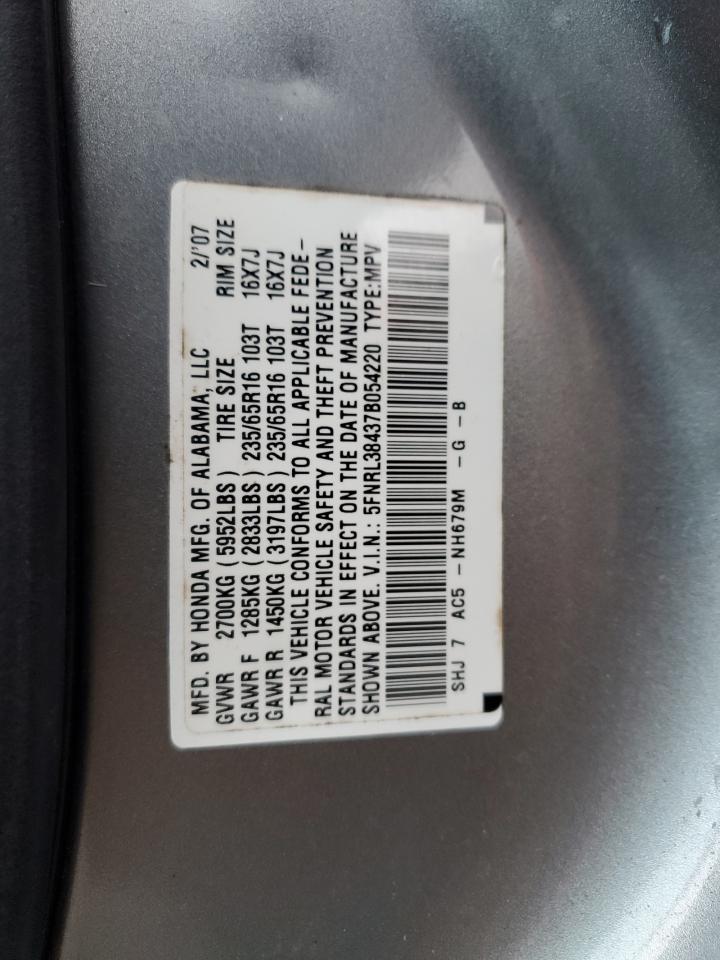 MFD. BY HONDA MFG. OF ALABAMA, LLC 2/'07
GVWR 2700KG (5952LBS) TIRE SIZE RIM SIZE
GAWR F 1285KG (2833LBS) 235/65R16 103T 16X7J
GAWR R 1450KG (3197LBS) 235/65R16 103T 16X7J
THIS VEHICLE CONFORMS TO ALL APPLICABLE FEDE-
RAL MOTOR VEHICLE SAFETY AND THEFT PREVENTION
STANDARDS IN EFFECT ON THE DATE OF MANUFACTURE
SHOWN ABOVE. V.I.N.: 5FNRL38437B054220 TYPE:MPV
SHJ 7 AC5 - NH679M - G - B